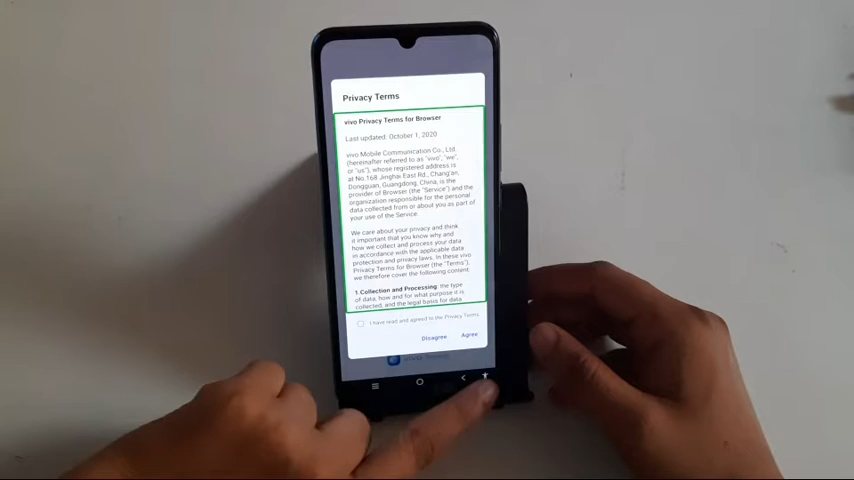 Privacy Terms
vivo Privacy Terms for Browser
Last updated: October 1, 2020
vivo Mobile Communication Co., Ltd.
(hereinafter referred to as "vivo", "we",
or "us"), whose registered address is
at No.168 Jinghai East Rd., Chang'an,
Dongguan, Guangdong, China, is the
provider of Browser (the "Service") and the
organization responsible for the personal
data collected from or about you as part of
your use of the Service.
We care about your privacy and think
it important that you know why and
how we collect and process your data
in accordance with the applicable data
protection and privacy laws. In these vivo
Privacy Terms for Browser (the "Terms"),
we therefore cover the following content:
1.Collection and Processing: the type
of data; how and for what purpose it is
collected; and the legal basis for data
I have read and agreed to the Privacy Terms.
Disagree Agree